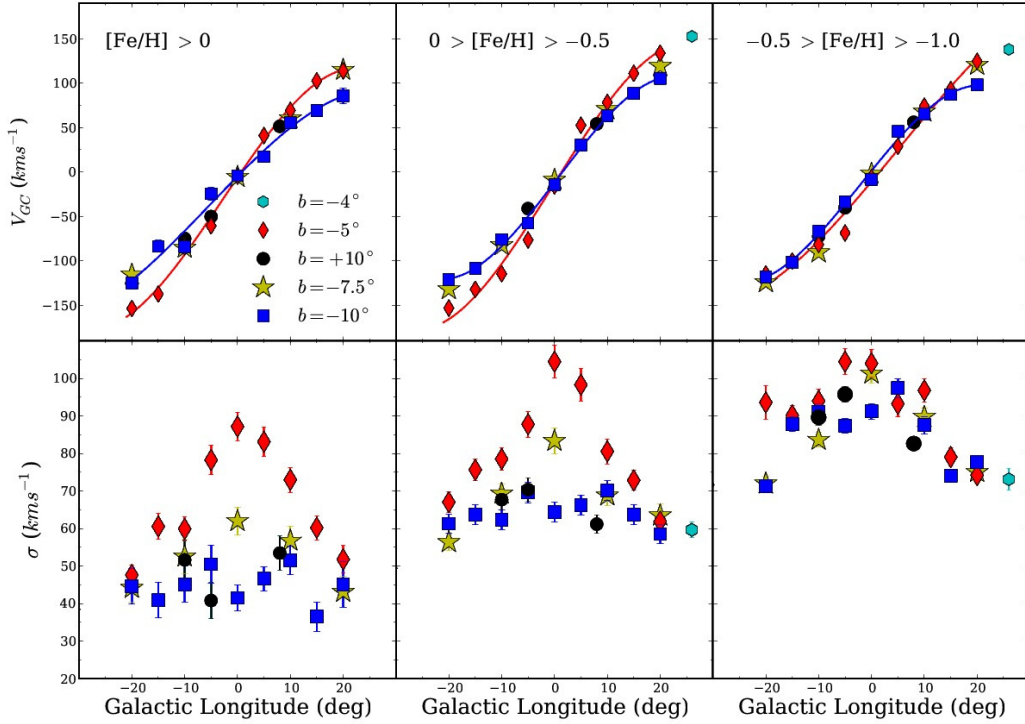 [Fe/H] > 0
0 > [Fe/H] > −0.5
−0.5 > [Fe/H] > −1.0
V_GC (kms⁻¹)
150
100
50
0
−50
−100
−150
b=−4°
b=−5°
b=+10°
b=−7.5°
b=−10°
σ (kms⁻¹)
100
90
80
70
60
50
40
30
20
−20 −10 0 10 20 −20 −10 0 10 20 −20 −10 0 10 20
Galactic Longitude (deg) Galactic Longitude (deg) Galactic Longitude (deg)